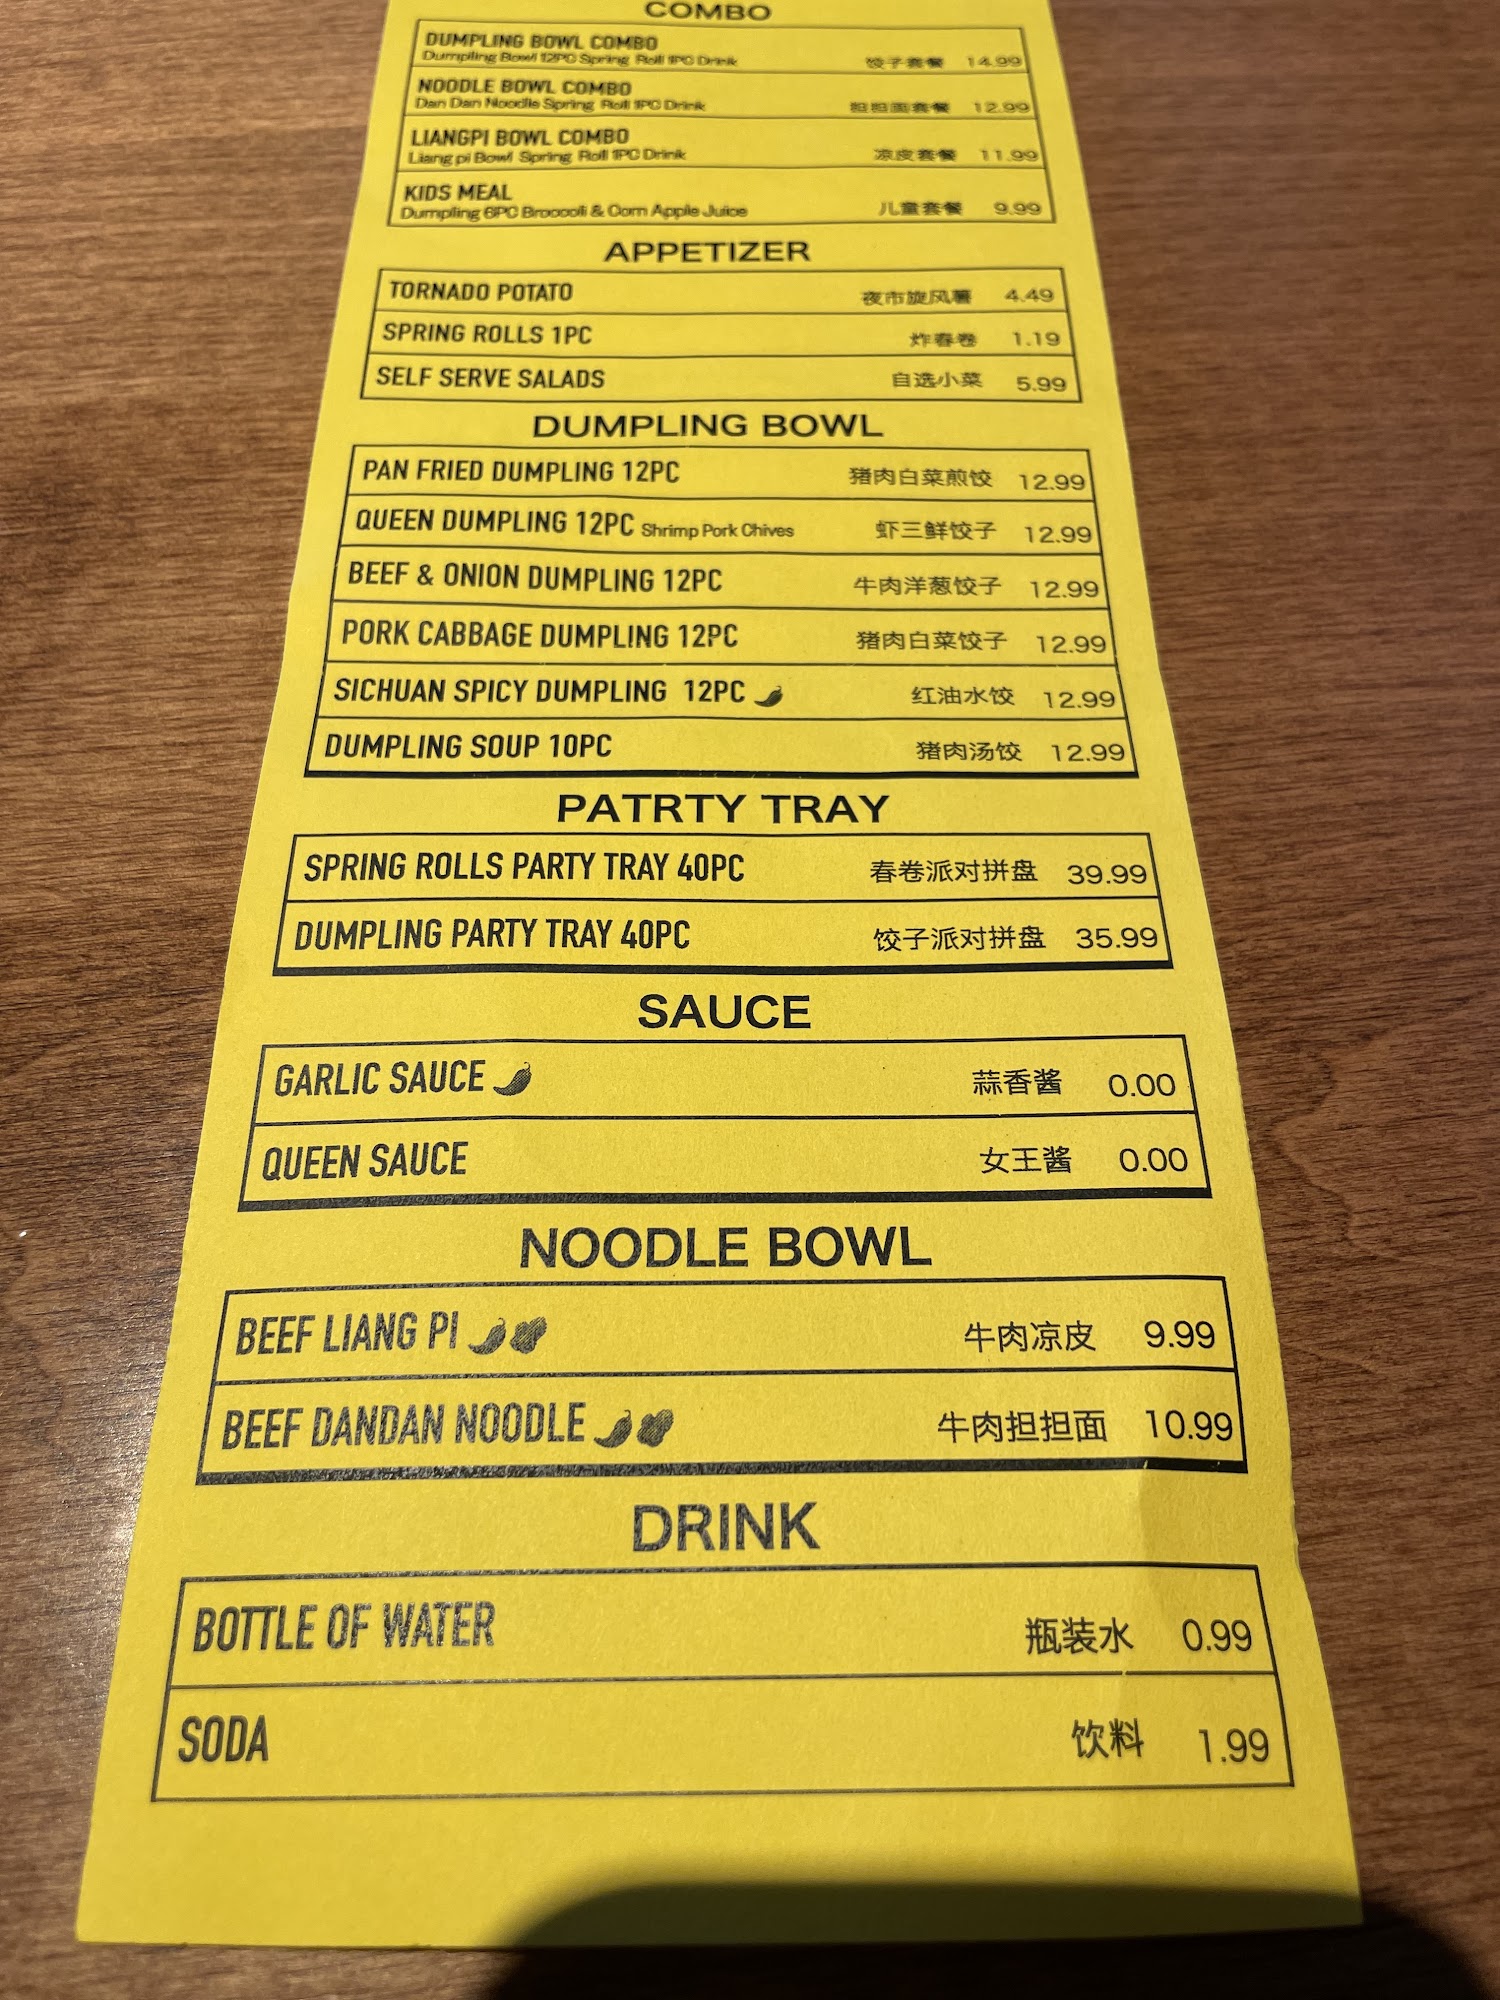 COMBO
DUMPLING BOWL COMBO
Dumpling Bowl 12PC Spring Roll 1PC Drink 饺子套餐 14.99
NOODLE BOWL COMBO
Dan Dan Noodle Spring Roll 1PC Drink 担担面套餐 12.99
LIANGPI BOWL COMBO
Liang pi Bowl Spring Roll 1PC Drink 凉皮套餐 11.99
KIDS MEAL
Dumpling 6PC Broccoli & Corn Apple Juice 儿童套餐 9.99
APPETIZER
TORNADO POTATO 夜市旋风薯 4.49
SPRING ROLLS 1PC 炸春卷 1.19
SELF SERVE SALADS 自选小菜 5.99
DUMPLING BOWL
PAN FRIED DUMPLING 12PC 猪肉白菜煎饺 12.99
QUEEN DUMPLING 12PC Shrimp Pork Chives 虾三鲜饺子 12.99
BEEF & ONION DUMPLING 12PC 牛肉洋葱饺子 12.99
PORK CABBAGE DUMPLING 12PC 猪肉白菜饺子 12.99
SICHUAN SPICY DUMPLING 12PC 红油水饺 12.99
DUMPLING SOUP 10PC 猪肉汤饺 12.99
PATRTY TRAY
SPRING ROLLS PARTY TRAY 40PC 春卷派对拼盘 39.99
DUMPLING PARTY TRAY 40PC 饺子派对拼盘 35.99
SAUCE
GARLIC SAUCE 蒜香酱 0.00
QUEEN SAUCE 女王酱 0.00
NOODLE BOWL
BEEF LIANG PI 牛肉凉皮 9.99
BEEF DANDAN NOODLE 牛肉担担面 10.99
DRINK
BOTTLE OF WATER 瓶装水 0.99
SODA 饮料 1.99